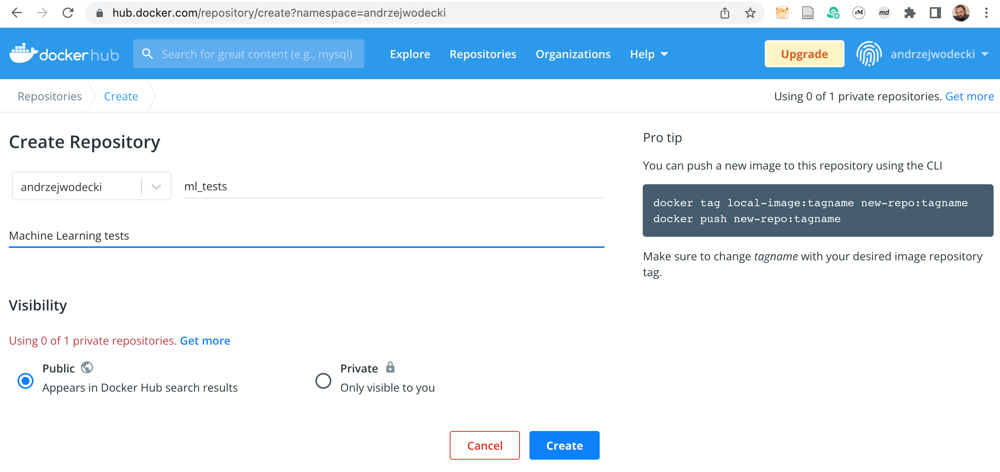 hub.docker.com/repository/create?namespace=andrzejwodecki
rM
md
docker hub
Search for great content (e.g., mysql)
Explore
Repositories
Organizations
Help
Upgrade
andrzejwodecki
Repositories
Create
Using 0 of 1 private repositories. Get more
Create Repository
andrzejwodecki
ml_tests
Machine Learning tests
Visibility
Using 0 of 1 private repositories. Get more
Public
Appears in Docker Hub search results
Private
Only visible to you
Cancel
Create
Pro tip
You can push a new image to this repository using the CLI
docker tag local-image:tagname new-repo:tagname
docker push new-repo:tagname
Make sure to change tagname with your desired image repository
tag.